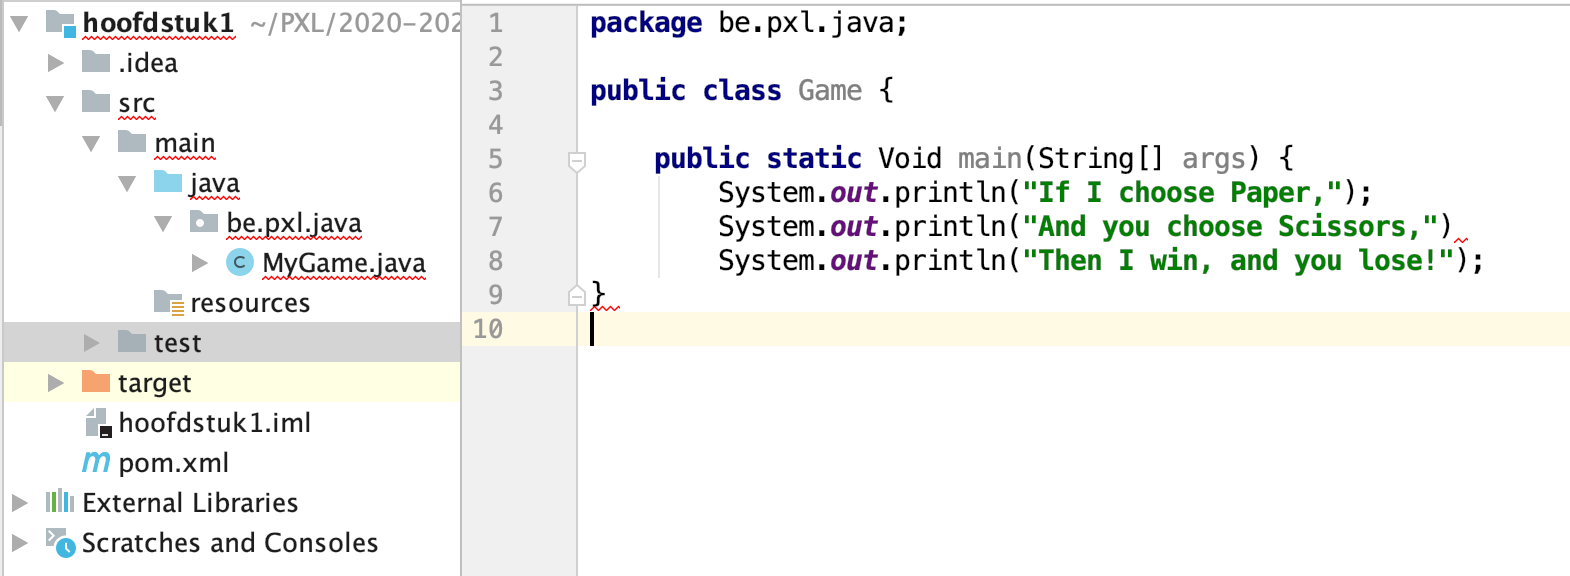 hoofdstuk1 ~/PXL/2020-202
.idea
src
main
java
be.pxl.java
MyGame.java
resources
test
target
hoofdstuk1.iml
pom.xml
External Libraries
Scratches and Consoles
1 package be.pxl.java;
2
3 public class Game {
4
5 public static Void main(String[] args) {
6 System.out.println("If I choose Paper,");
7 System.out.println("And you choose Scissors,")
8 System.out.println("Then I win, and you lose!");
9 }
10